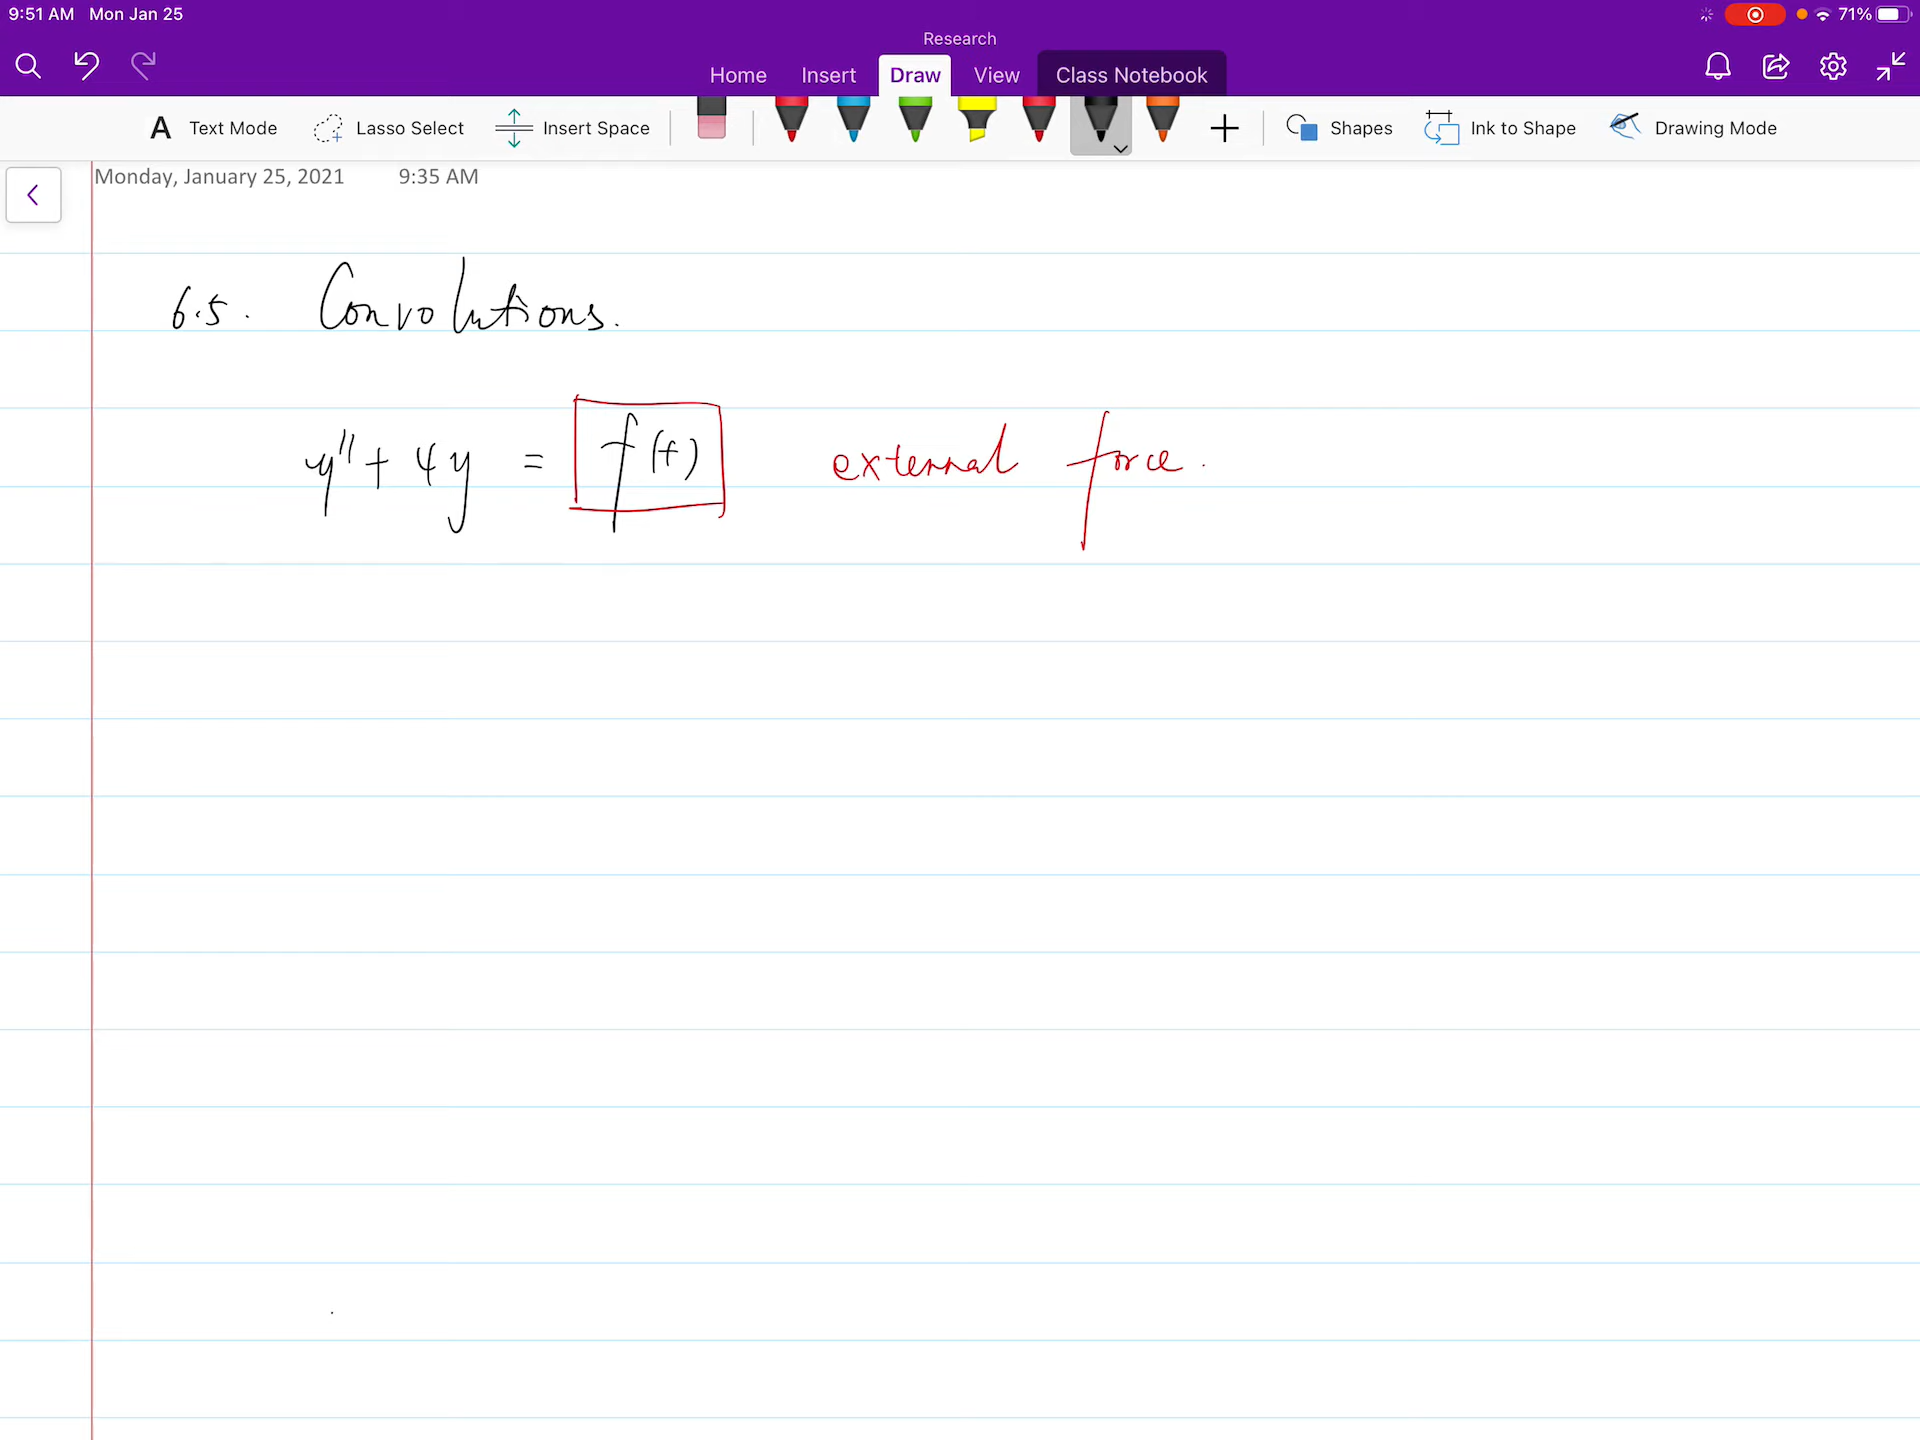 9:51 AM Mon Jan 25 71%
Research
Home Insert Draw View Class Notebook
A Text Mode Lasso Select Insert Space Shapes Ink to Shape Drawing Mode
Monday, January 25, 2021 9:35 AM
6.5. Convolutions.
y'' + 4y = f(t) external force.